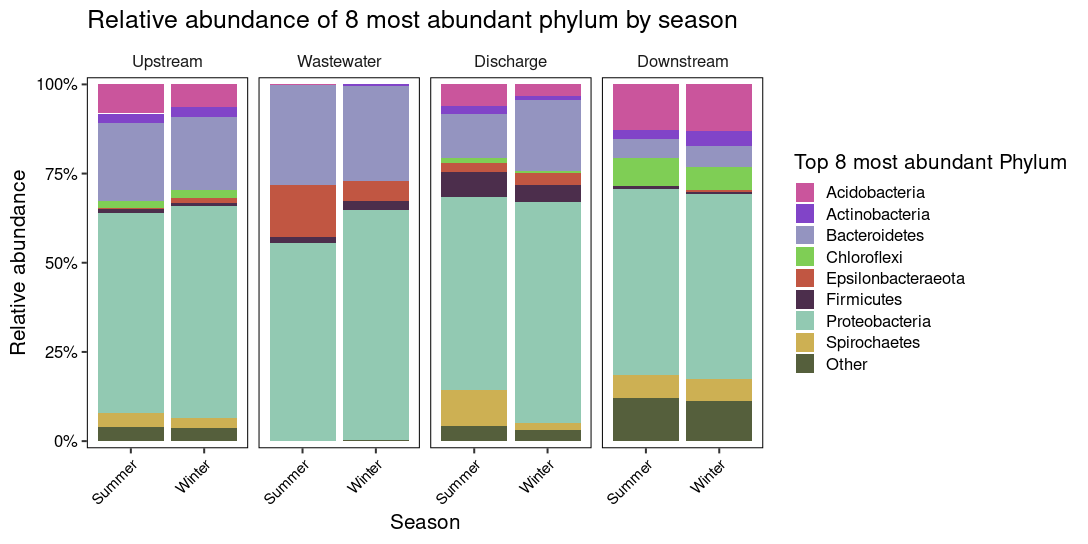 Relative abundance of 8 most abundant phylum by season
Upstream
Wastewater
Discharge
Downstream
100%
75%
50%
25%
0%
Relative abundance
Summer
Winter
Summer
Winter
Summer
Winter
Summer
Winter
Season
Top 8 most abundant Phylum
Acidobacteria
Actinobacteria
Bacteroidetes
Chloroflexi
Epsilonbacteraeota
Firmicutes
Proteobacteria
Spirochaetes
Other